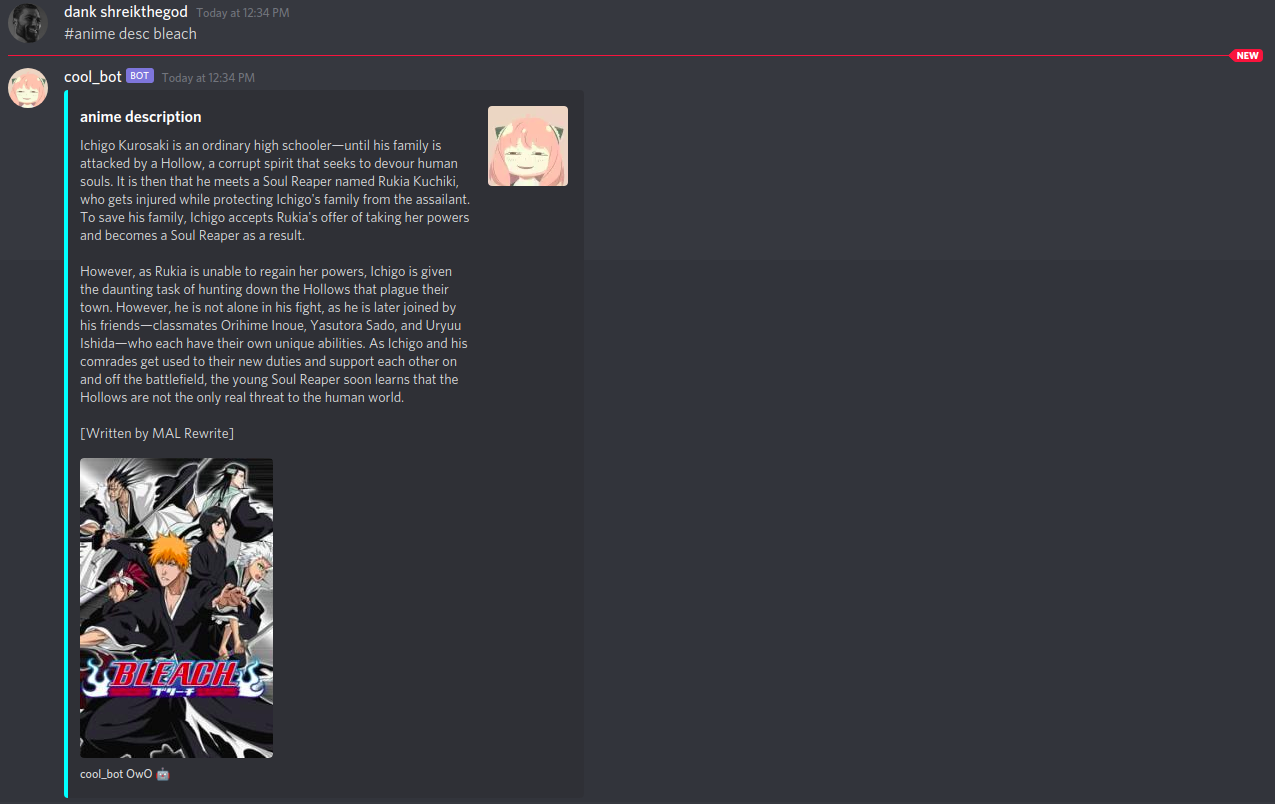 dank shreikthegod Today at 12:34 PM
#anime desc bleach
NEW
cool_bot BOT Today at 12:34 PM
anime description
Ichigo Kurosaki is an ordinary high schooler—until his family is
attacked by a Hollow, a corrupt spirit that seeks to devour human
souls. It is then that he meets a Soul Reaper named Rukia Kuchiki,
who gets injured while protecting Ichigo's family from the assailant.
To save his family, Ichigo accepts Rukia's offer of taking her powers
and becomes a Soul Reaper as a result.
However, as Rukia is unable to regain her powers, Ichigo is given
the daunting task of hunting down the Hollows that plague their
town. However, he is not alone in his fight, as he is later joined by
his friends—classmates Orihime Inoue, Yasutora Sado, and Uryuu
Ishida—who each have their own unique abilities. As Ichigo and his
comrades get used to their new duties and support each other on
and off the battlefield, the young Soul Reaper soon learns that the
Hollows are not the only real threat to the human world.
[Written by MAL Rewrite]
BLEACH
ブリーチ
cool_bot OwO 🤖